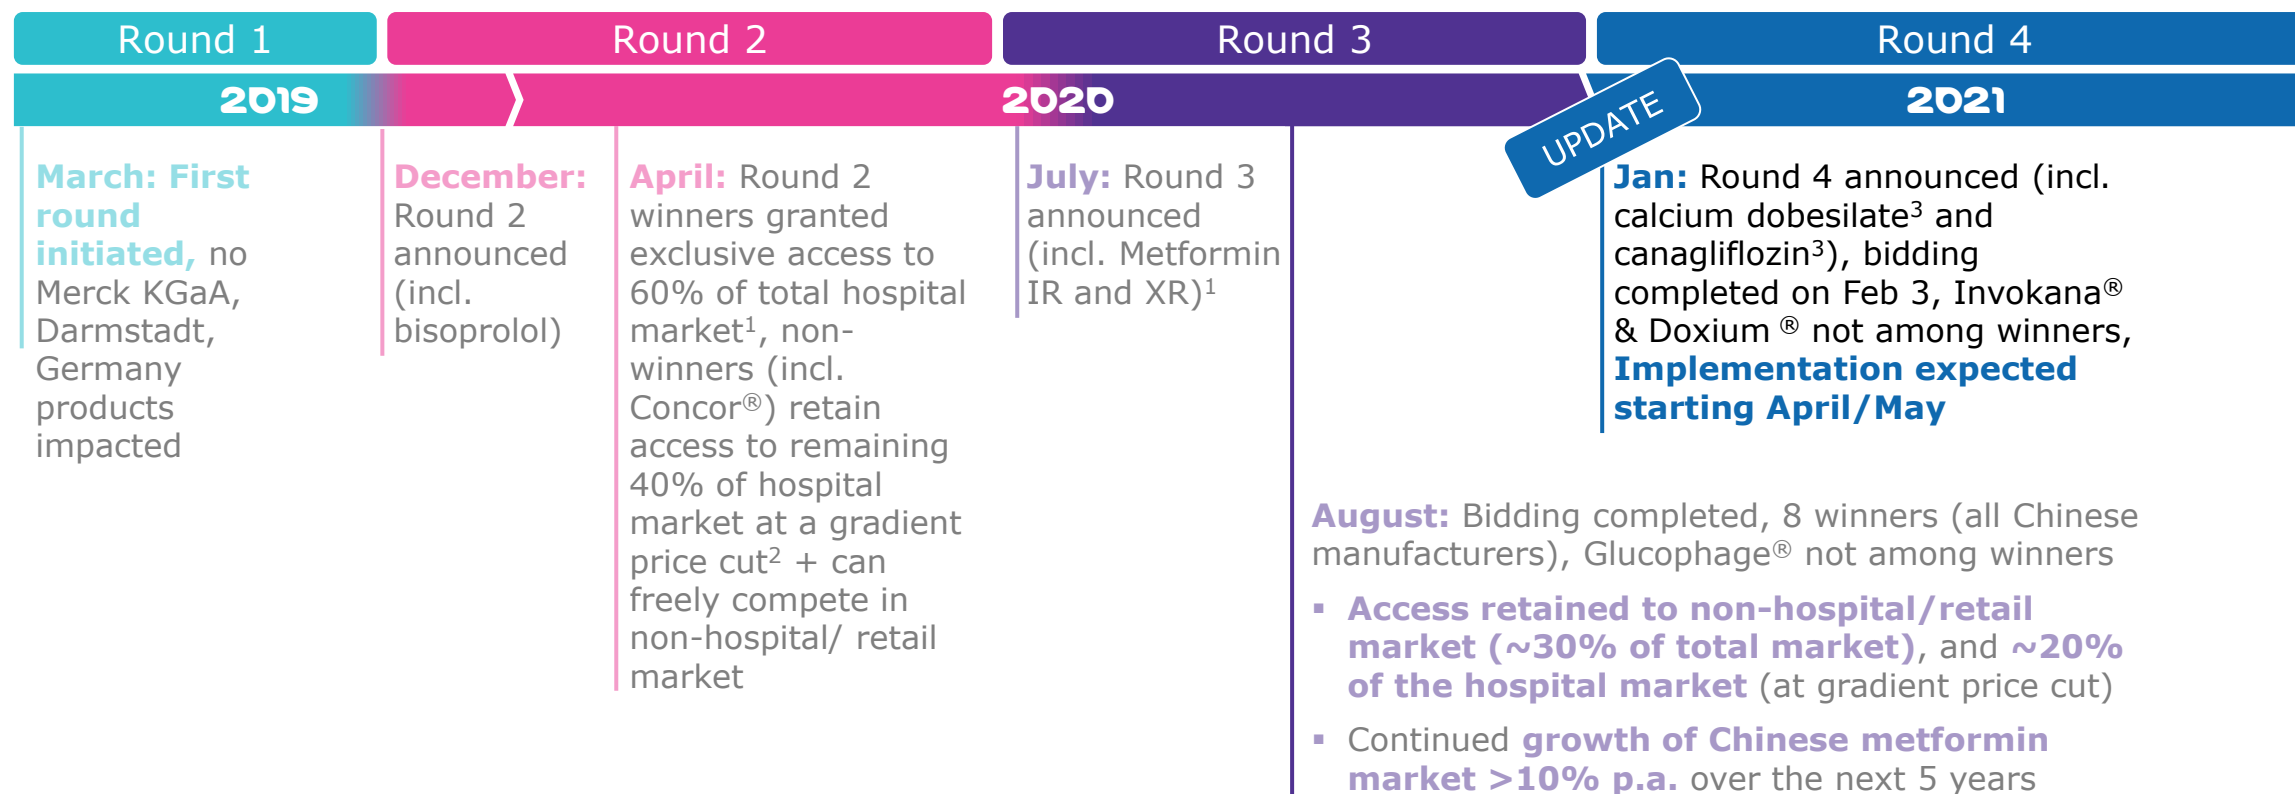 Round 1
Round 2
Round 3
Round 4
2019
2020
2021
UPDATE
March: First
round
initiated, no
Merck KGaA,
Darmstadt,
Germany
products
impacted
December:
Round 2
announced
(incl.
bisoprolol)
April: Round 2
winners granted
exclusive access to
60% of total hospital
market¹, non-
winners (incl.
Concor®) retain
access to remaining
40% of hospital
market at a gradient
price cut² + can
freely compete in
non-hospital/ retail
market
July: Round 3
announced
(incl. Metformin
IR and XR)¹
August: Bidding completed, 8 winners (all Chinese
manufacturers), Glucophage® not among winners
▪ Access retained to non-hospital/retail
market (~30% of total market), and ~20%
of the hospital market (at gradient price cut)
▪ Continued growth of Chinese metformin
market >10% p.a. over the next 5 years
Jan: Round 4 announced (incl.
calcium dobesilate³ and
canagliflozin³), bidding
completed on Feb 3, Invokana®
& Doxium ® not among winners,
Implementation expected
starting April/May